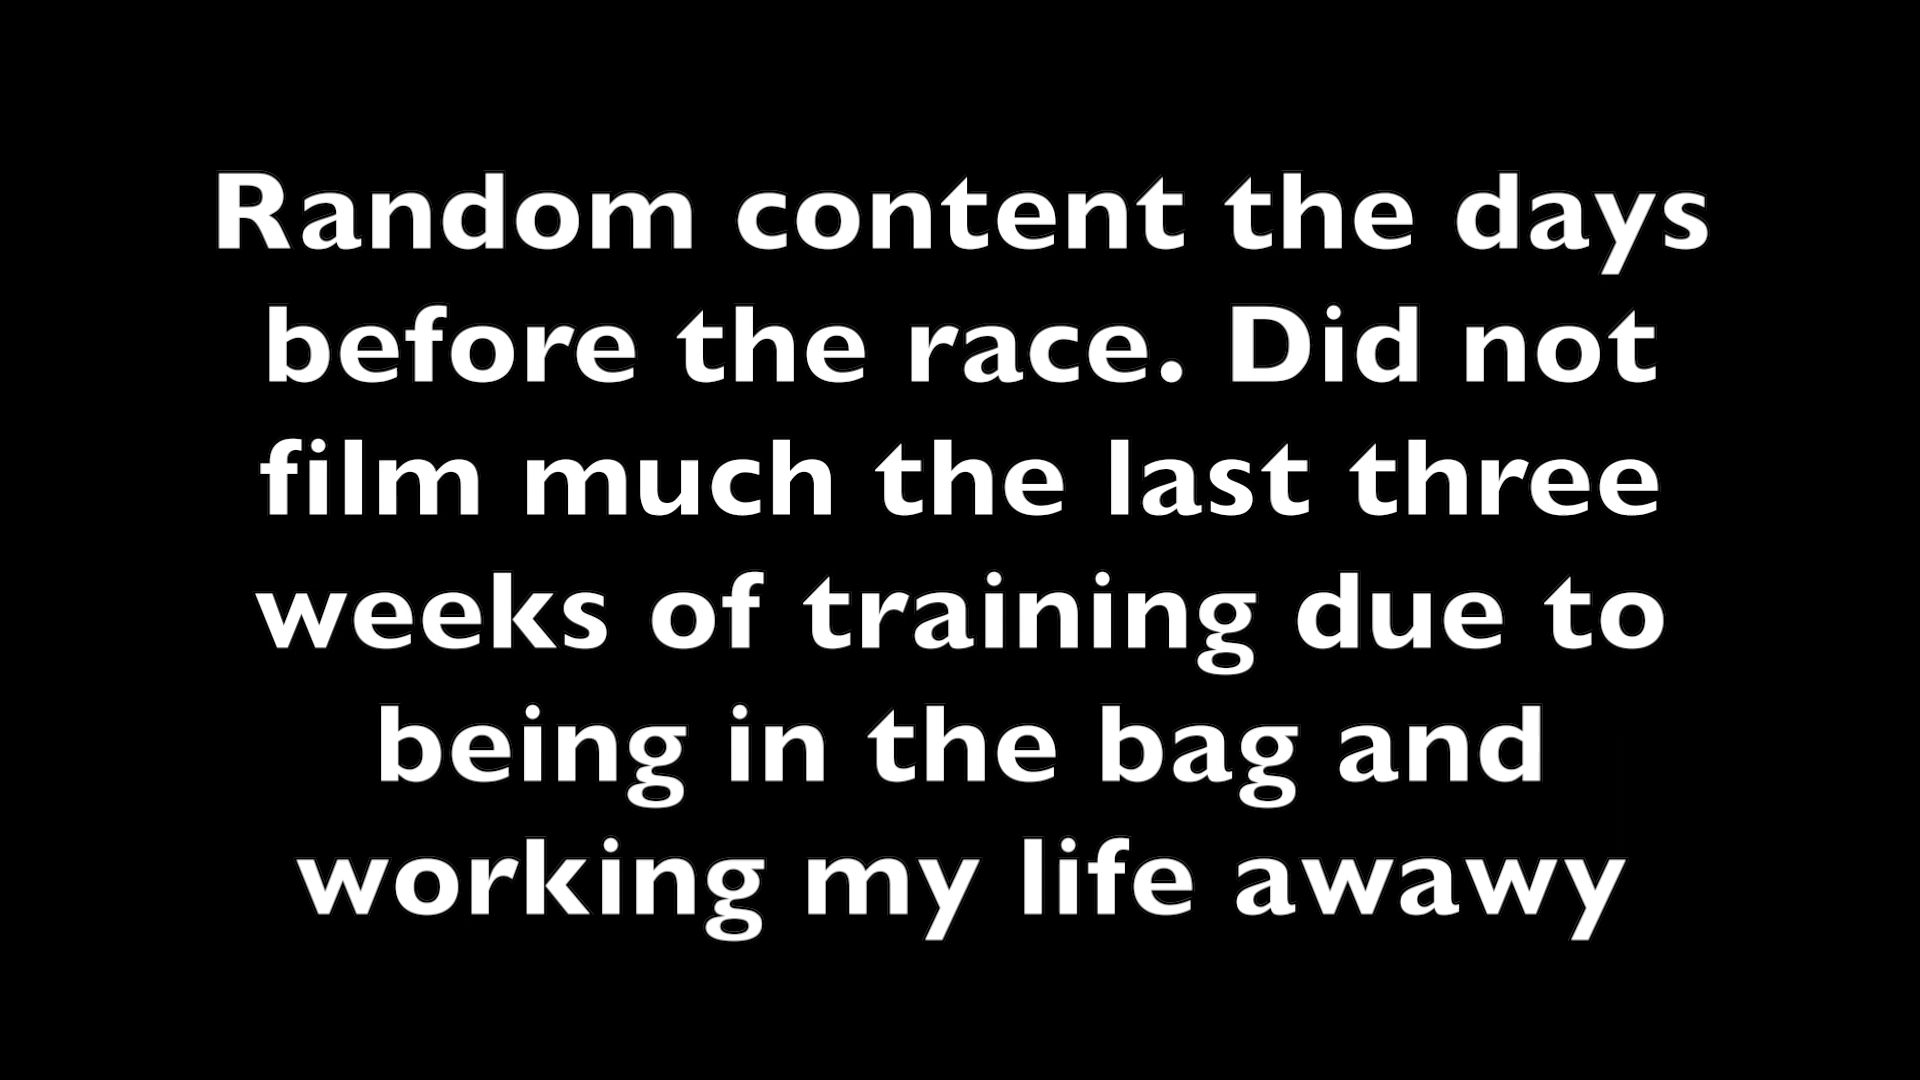 Random content the days
before the race. Did not
film much the last three
weeks of training due to
being in the bag and
working my life awawy